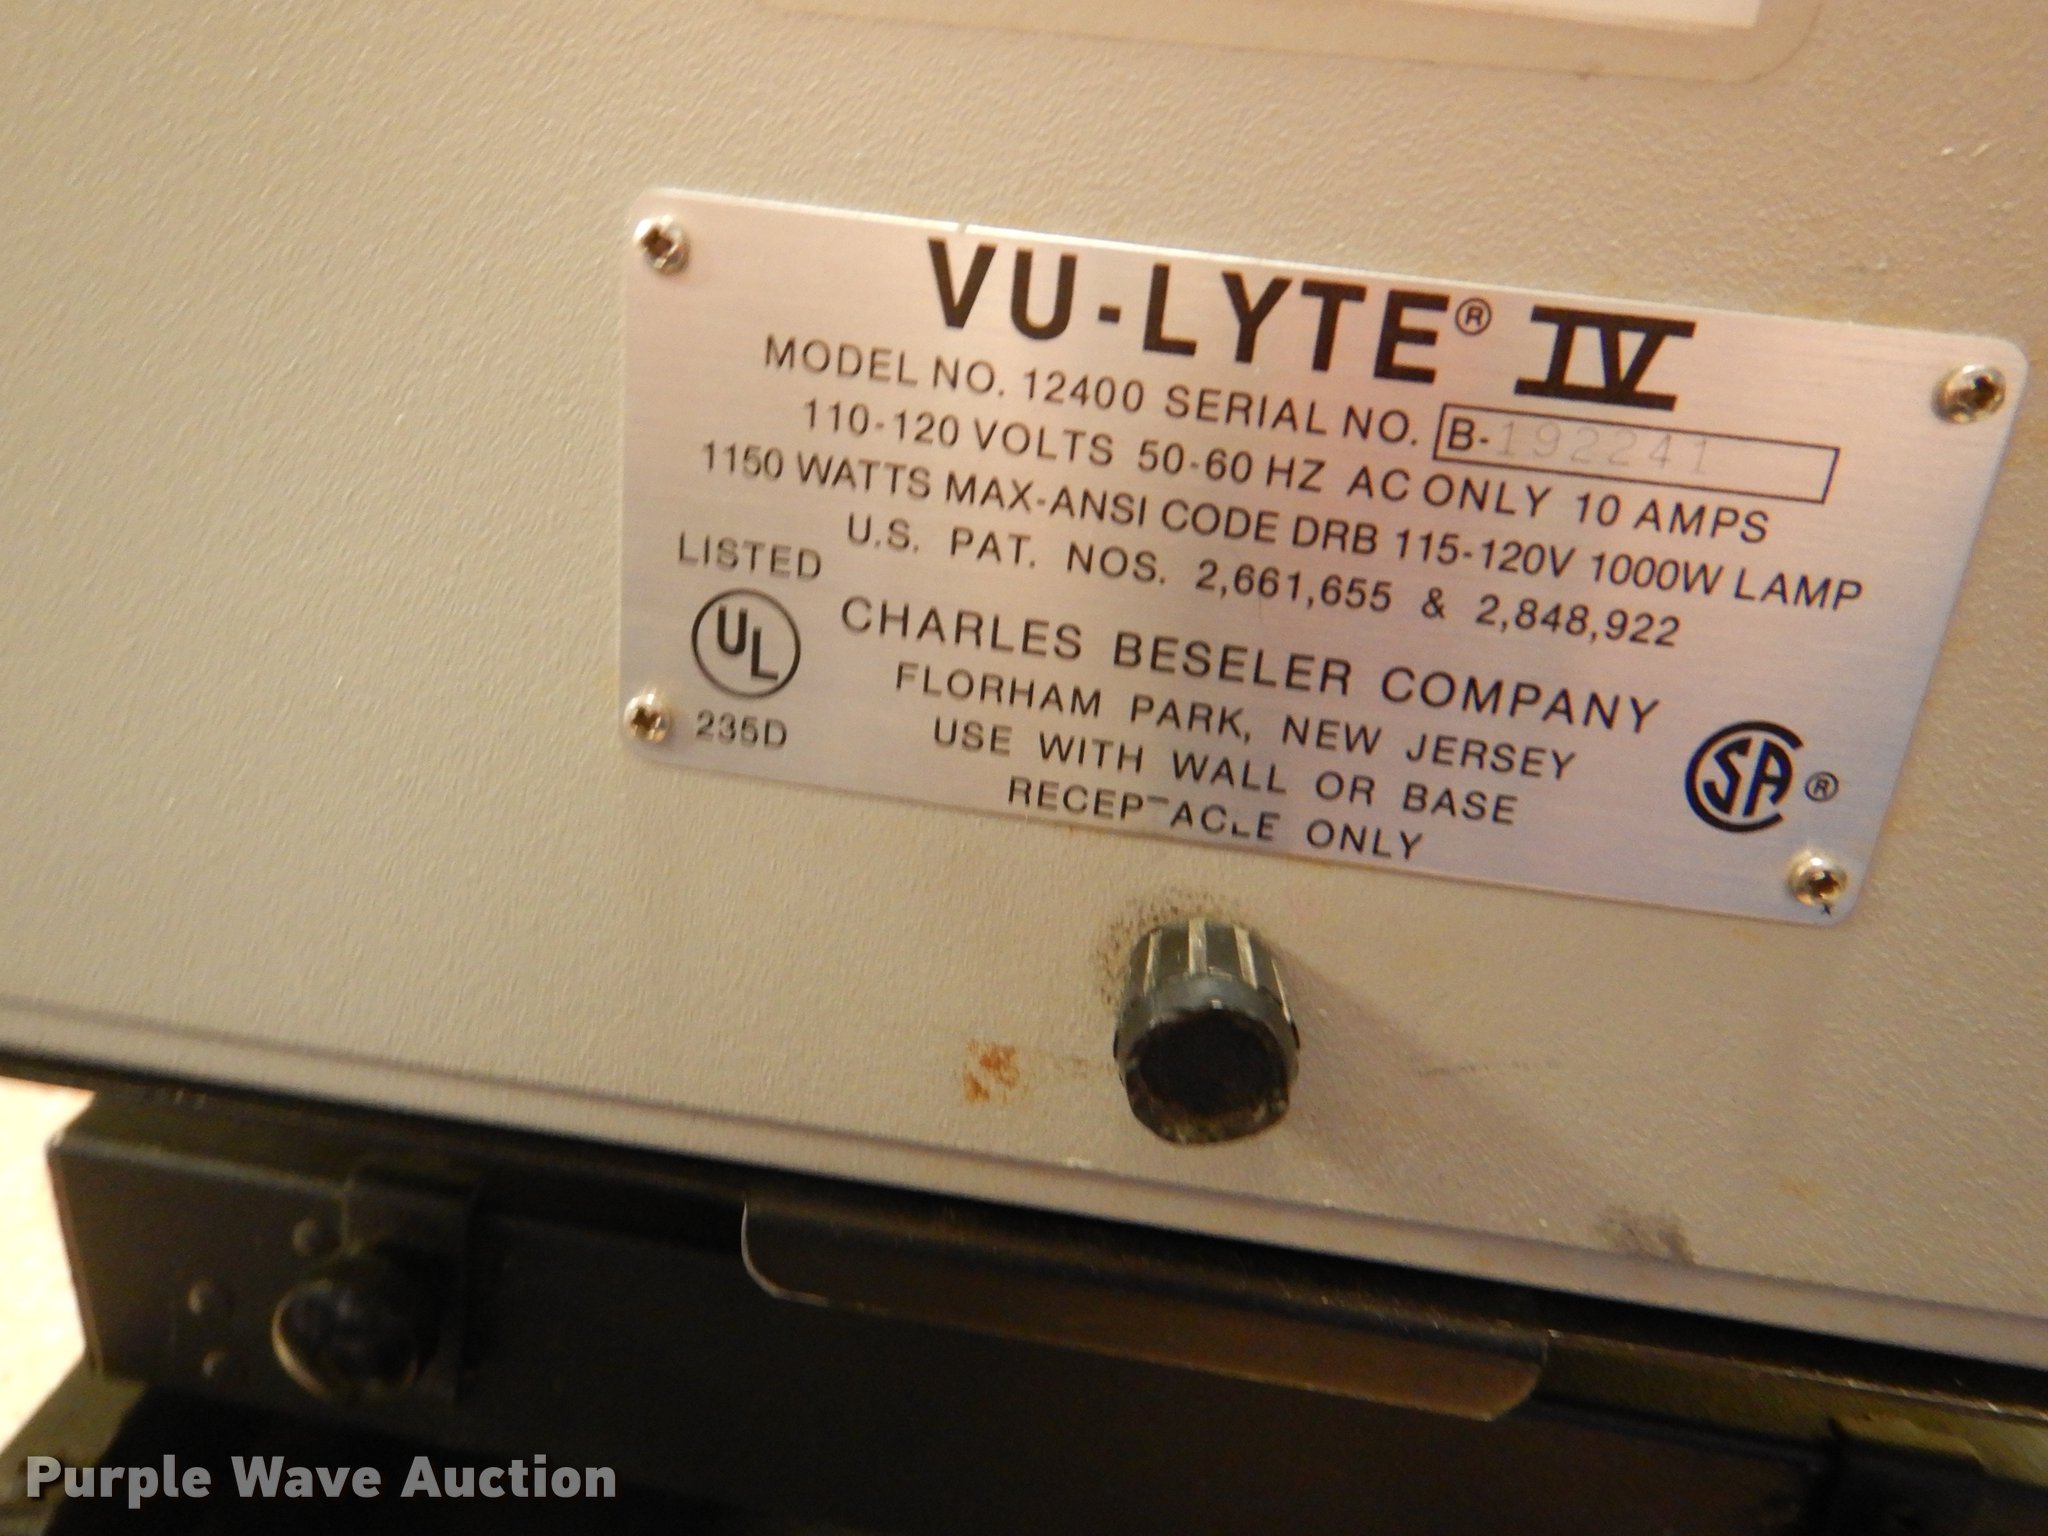 VU-LYTE® IV
MODEL NO. 12400 SERIAL NO. B-192241
110-120 VOLTS 50-60 HZ AC ONLY 10 AMPS
1150 WATTS MAX-ANSI CODE DRB 115-120V 1000W LAMP
U.S. PAT. NOS. 2,661,655 & 2,848,922
LISTED
UL
235D
CHARLES BESELER COMPANY
FLORHAM PARK, NEW JERSEY
USE WITH WALL OR BASE
RECEPTACLE ONLY
SA ®
x
Purple Wave Auction